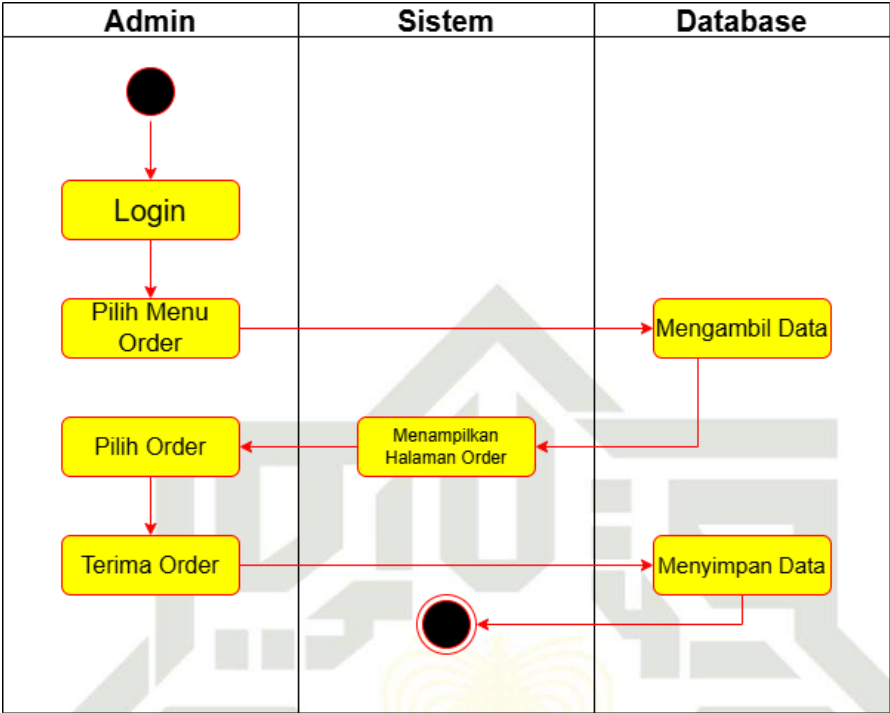 Admin
Sistem
Database
Login
Pilih Menu
Order
Mengambil Data
Pilih Order
Menampilkan
Halaman Order
Terima Order
Menyimpan Data